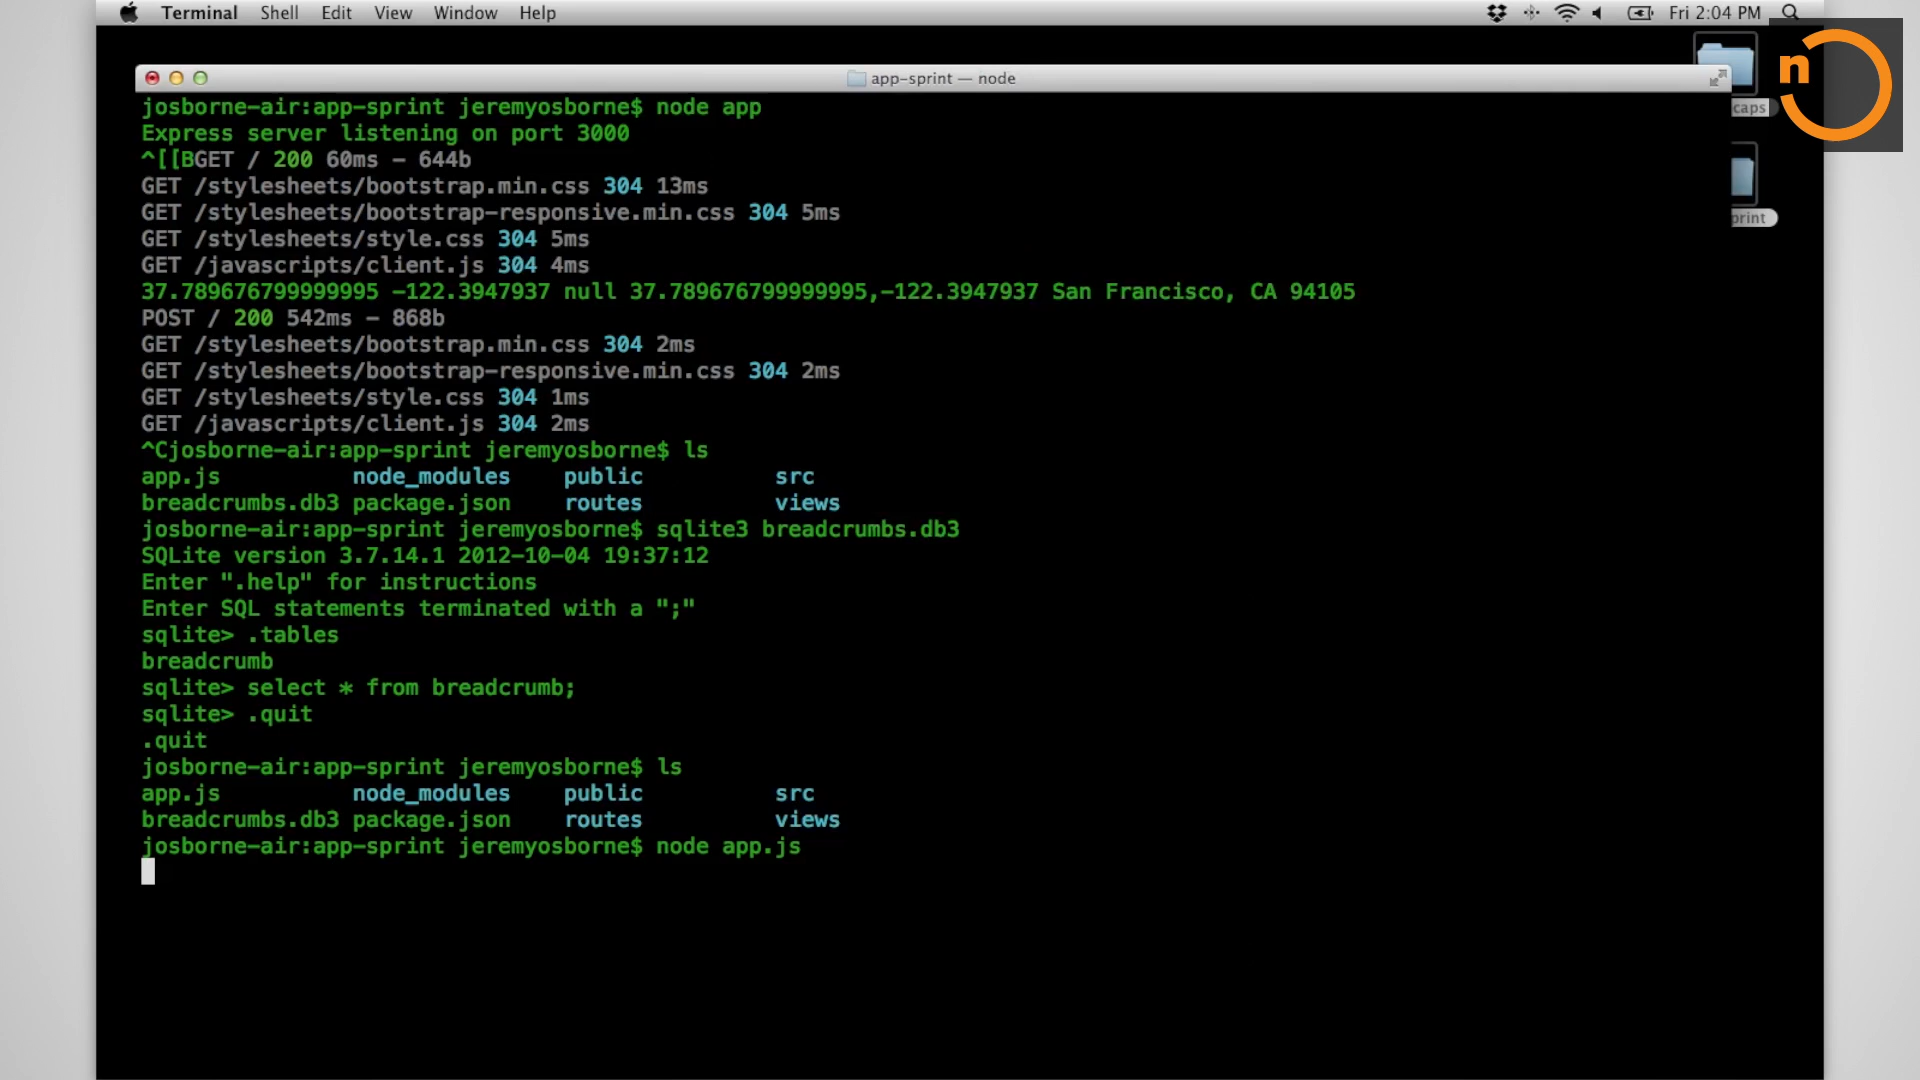 Terminal Shell Edit View Window Help Fri 2:04 PM
n
app-sprint — node
caps
print
josborne-air:app-sprint jeremyosborne$ node app
Express server listening on port 3000
^[[BGET / 200 60ms - 644b
GET /stylesheets/bootstrap.min.css 304 13ms
GET /stylesheets/bootstrap-responsive.min.css 304 5ms
GET /stylesheets/style.css 304 5ms
GET /javascripts/client.js 304 4ms
37.789676799999995 -122.3947937 null 37.789676799999995,-122.3947937 San Francisco, CA 94105
POST / 200 542ms - 868b
GET /stylesheets/bootstrap.min.css 304 2ms
GET /stylesheets/bootstrap-responsive.min.css 304 2ms
GET /stylesheets/style.css 304 1ms
GET /javascripts/client.js 304 2ms
^Cjosborne-air:app-sprint jeremyosborne$ ls
app.js node_modules public src
breadcrumbs.db3 package.json routes views
josborne-air:app-sprint jeremyosborne$ sqlite3 breadcrumbs.db3
SQLite version 3.7.14.1 2012-10-04 19:37:12
Enter ".help" for instructions
Enter SQL statements terminated with a ";"
sqlite> .tables
breadcrumb
sqlite> select * from breadcrumb;
sqlite> .quit
.quit
josborne-air:app-sprint jeremyosborne$ ls
app.js node_modules public src
breadcrumbs.db3 package.json routes views
josborne-air:app-sprint jeremyosborne$ node app.js